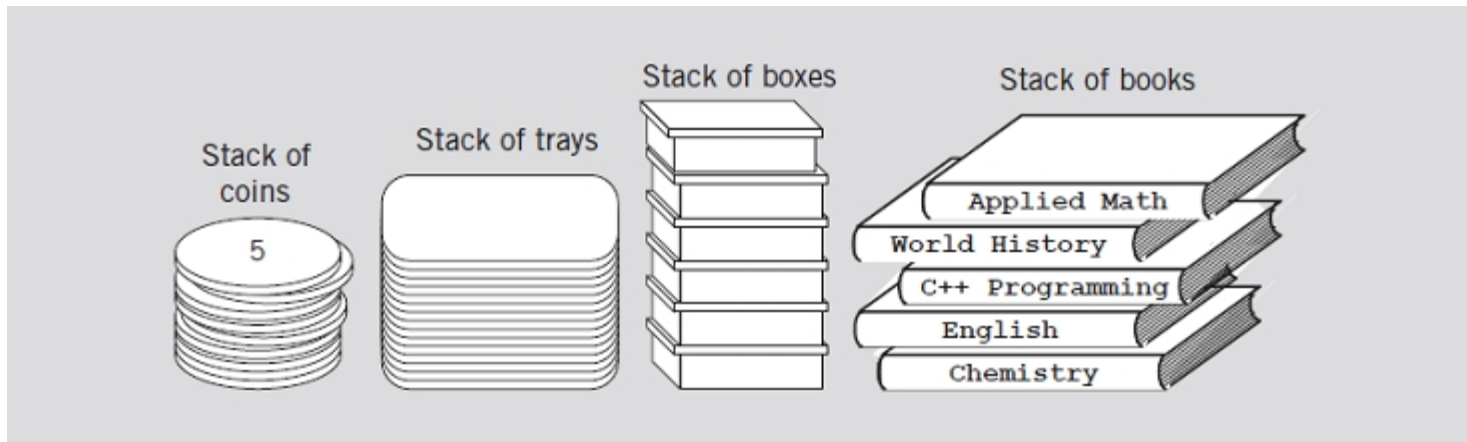 Stack of
coins
5
Stack of trays
Stack of boxes
Stack of books
Applied Math
World History
C++ Programming
English
Chemistry